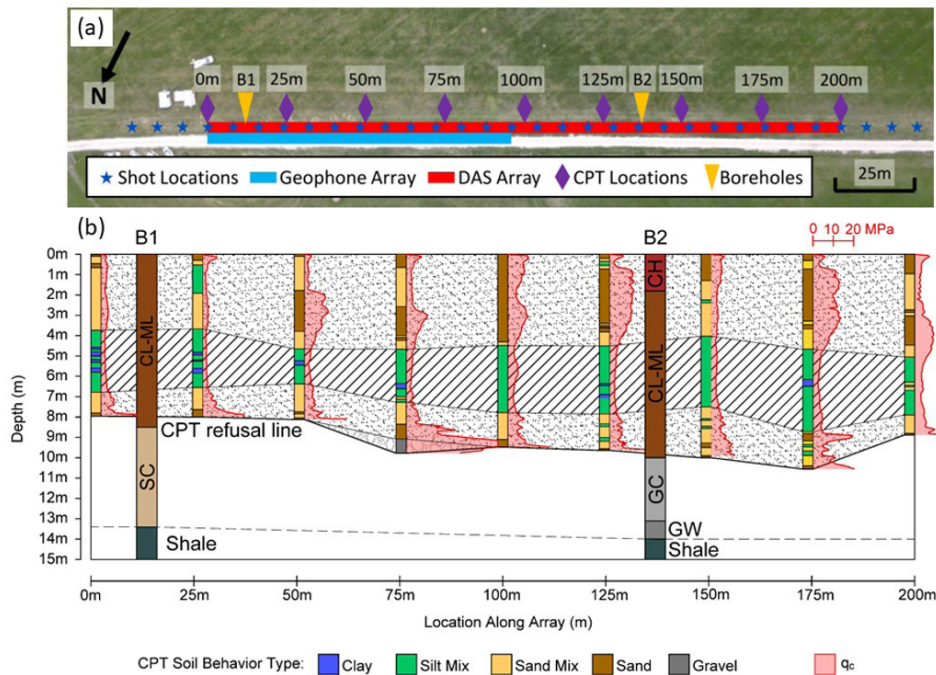 (a)
N
0m B1 25m 50m 75m 100m 125m B2 150m 175m 200m
Shot Locations Geophone Array DAS Array CPT Locations Boreholes
25m
(b)
B1 B2
0 10 20 MPa
0m
1m
2m
3m
4m
5m
6m
7m
8m
9m
10m
11m
12m
13m
14m
15m
Depth (m)
CL-ML
SC
Shale
CPT refusal line
CH
CL-ML
GC
GW
Shale
0m 25m 50m 75m 100m 125m 150m 175m 200m
Location Along Array (m)
CPT Soil Behavior Type: Clay Silt Mix Sand Mix Sand Gravel qc